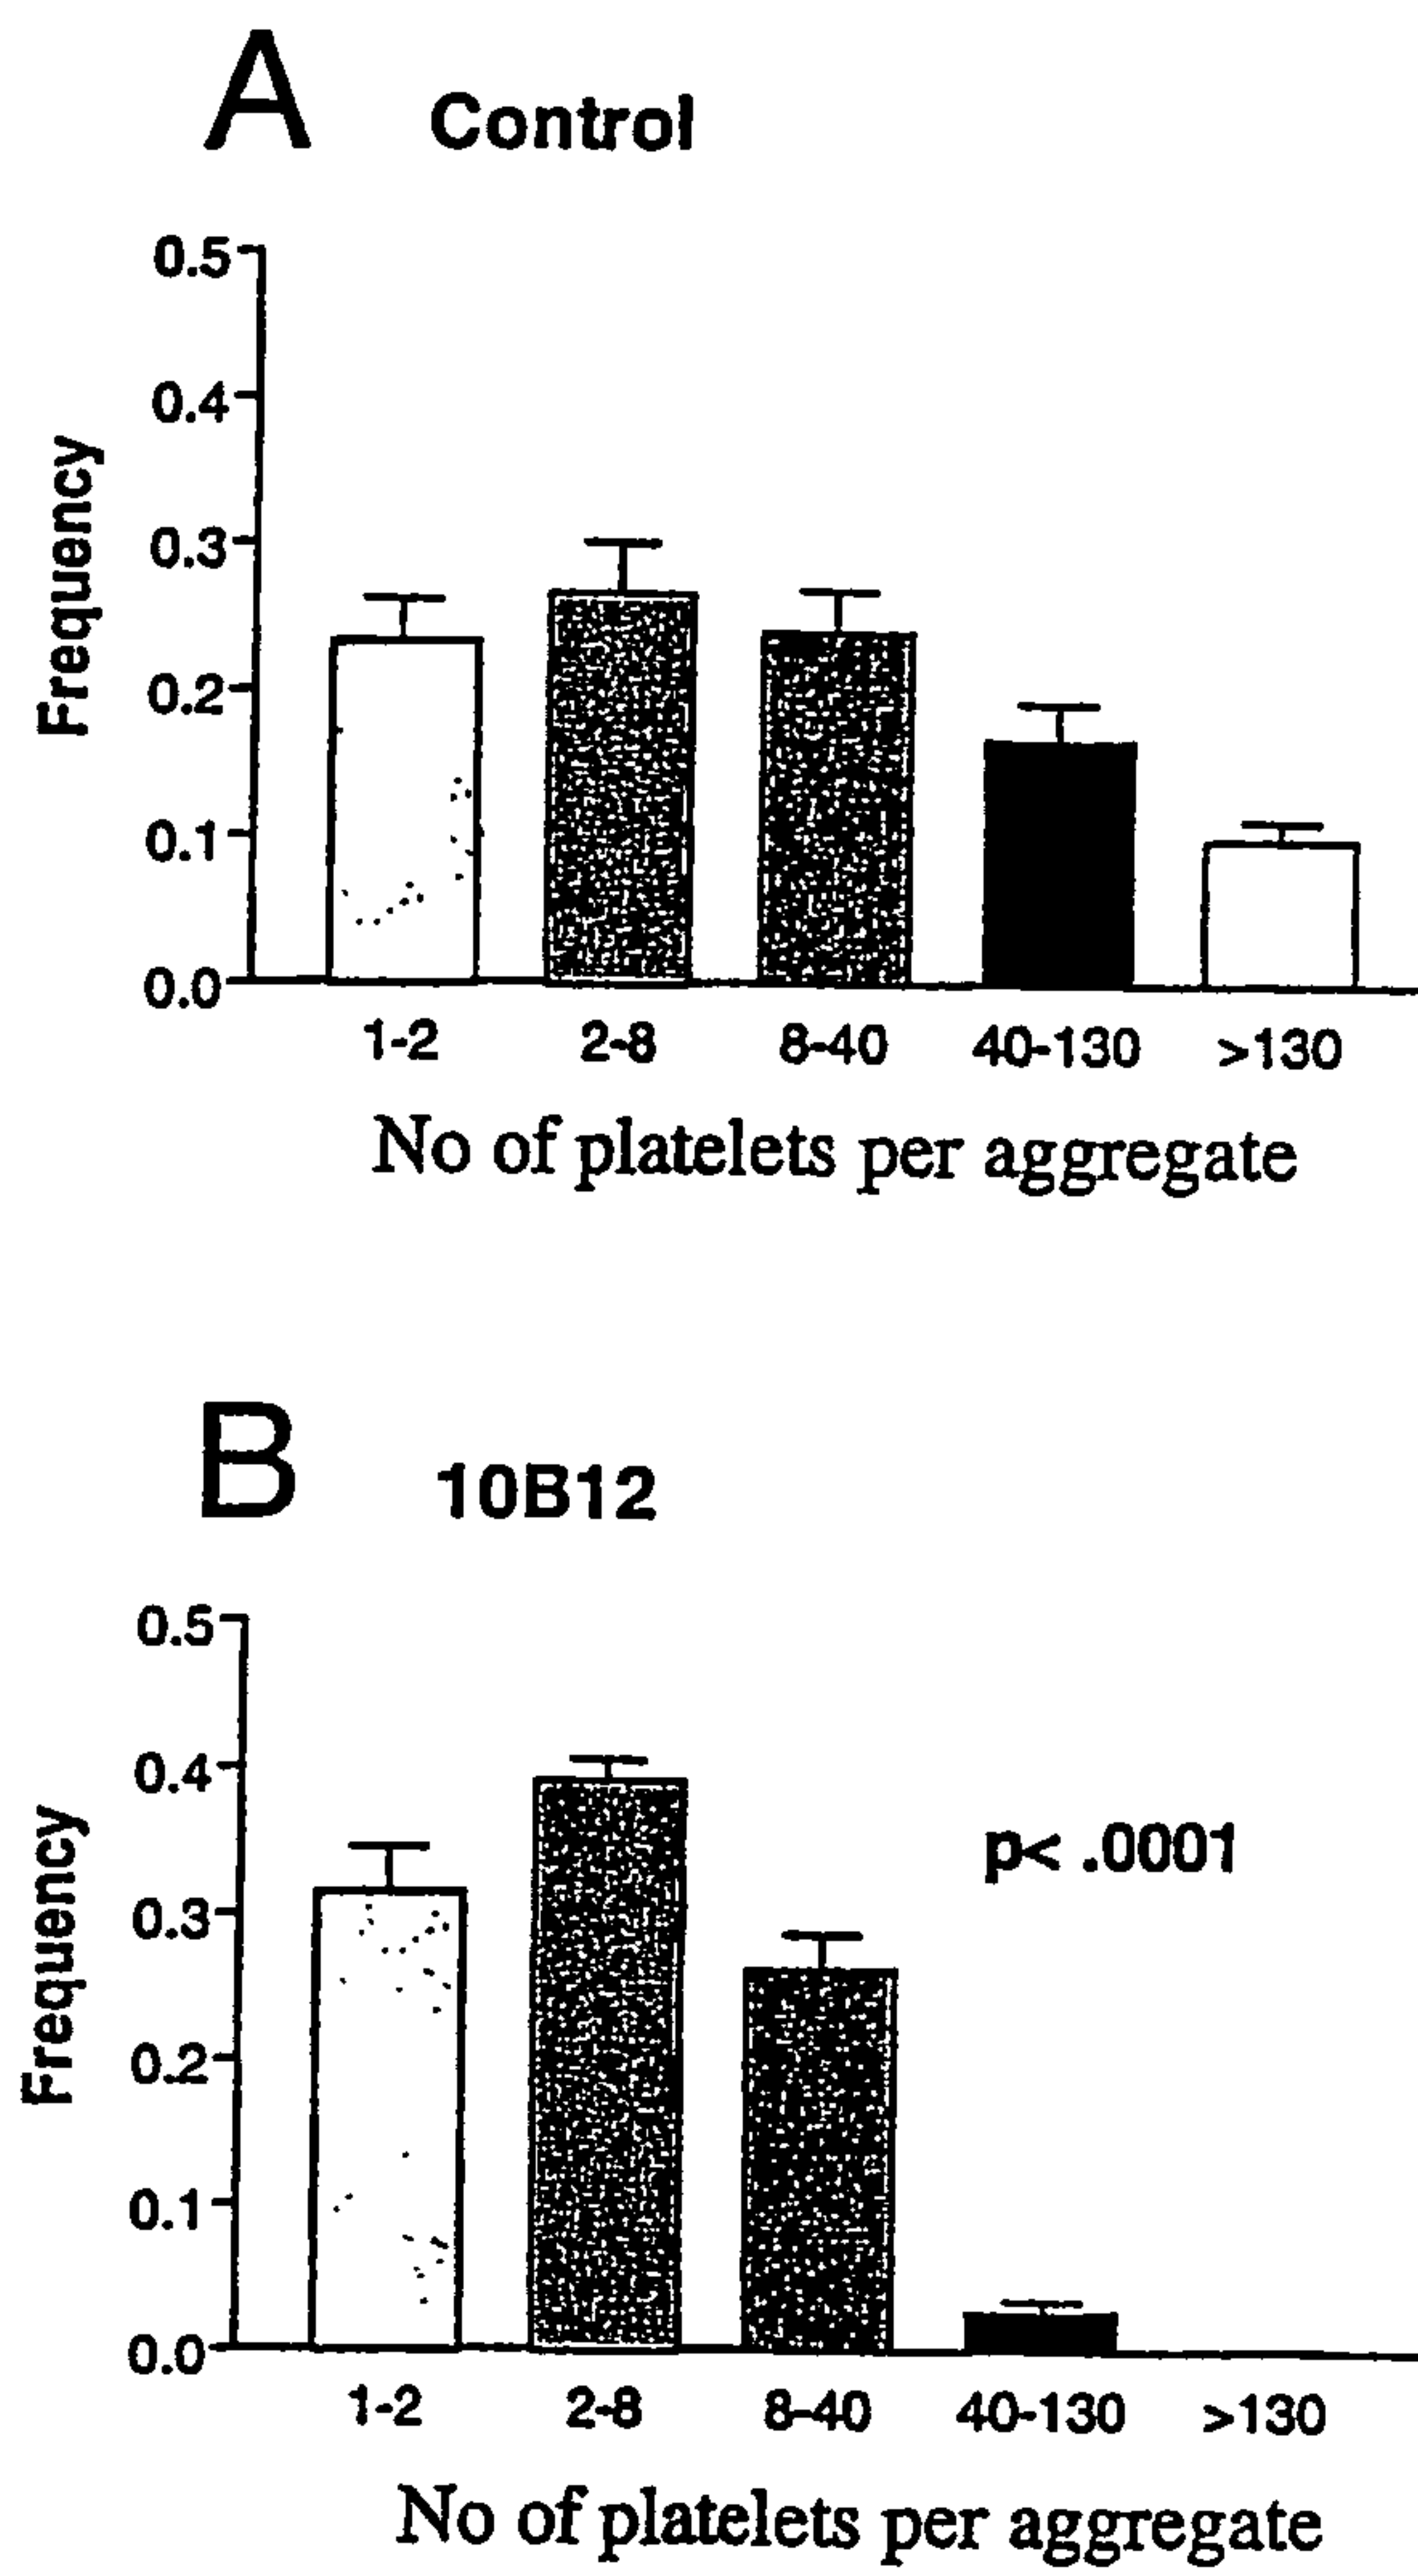 A Control
0.5
0.4
0.3
0.2
0.1
0.0
Frequency
1-2 2-8 8-40 40-130 >130
No of platelets per aggregate
B 10B12
0.5
0.4
0.3
0.2
0.1
0.0
Frequency
p< .0001
1-2 2-8 8-40 40-130 >130
No of platelets per aggregate